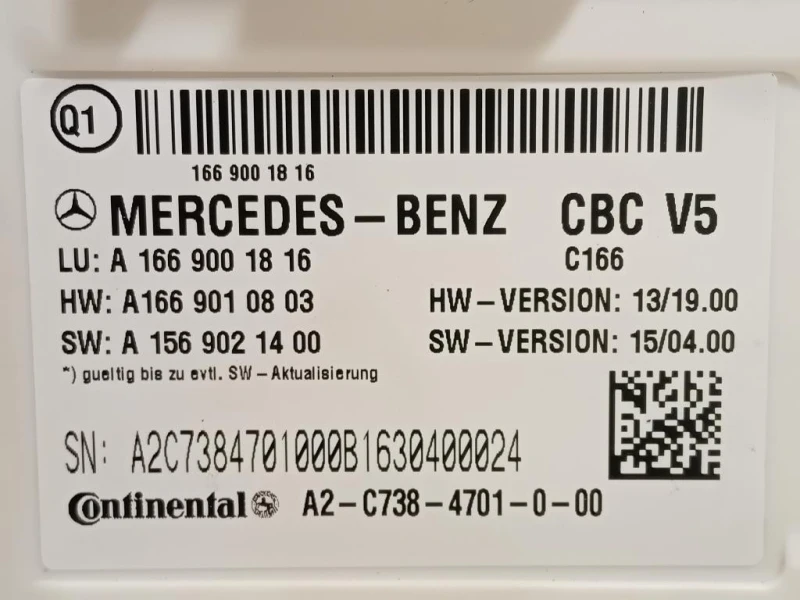 Q1
166 900 18 16
MERCEDES-BENZ CBC V5
LU: A 166 900 18 16 C166
HW: A166 901 08 03 HW-VERSION: 13/19.00
SW: A 156 902 14 00 SW-VERSION: 15/04.00
*) gueltig bis zu evtl. SW-Aktualisierung
SN: A2C7384701000B1630400024
Continental A2-C738-4701-0-00